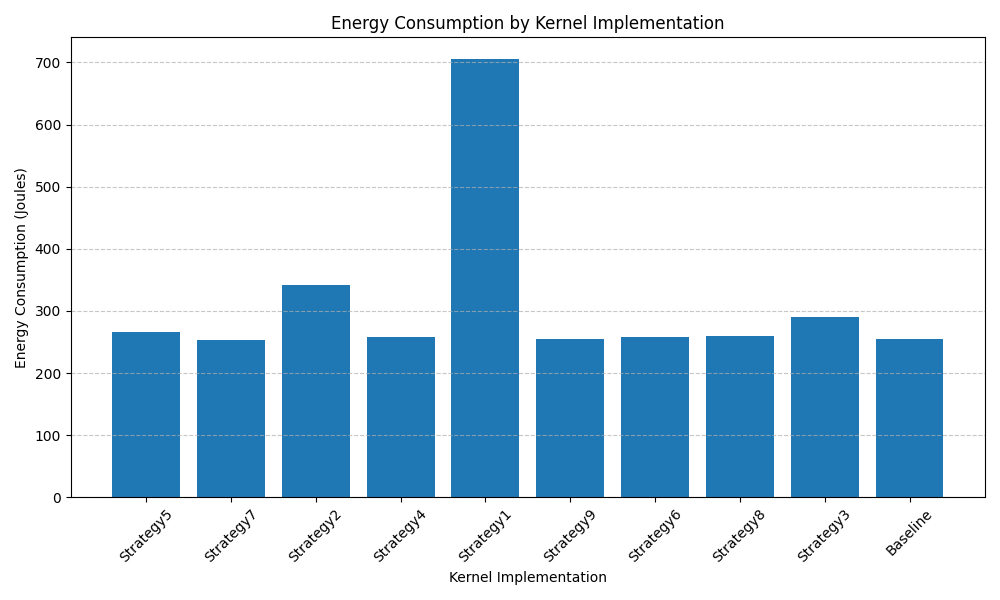 Energy Consumption by Kernel Implementation
Energy Consumption (Joules)
700
600
500
400
300
200
100
0
Strategy5
Strategy7
Strategy2
Strategy4
Strategy1
Strategy9
Strategy6
Strategy8
Strategy3
Baseline
Kernel Implementation